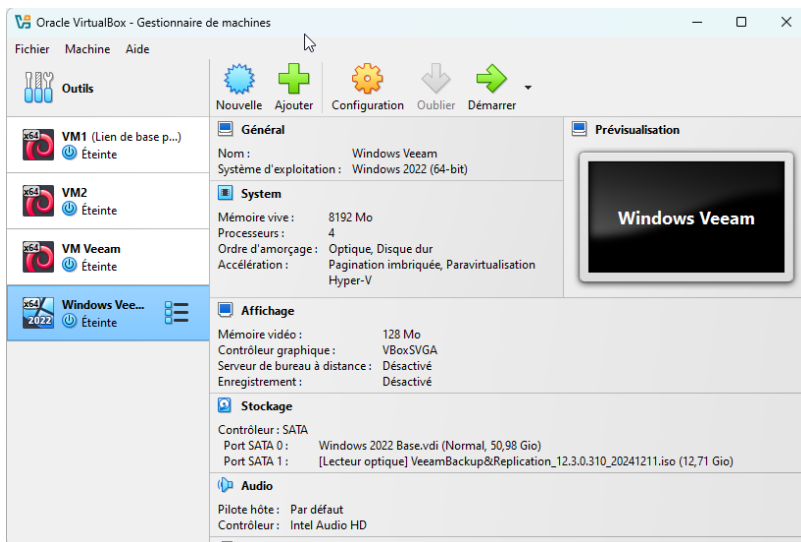 Oracle VirtualBox - Gestionnaire de machines
Fichier Machine Aide
Outils
Nouvelle Ajouter Configuration Oublier Démarrer
x64 VM1 (Lien de base p...)
Éteinte
x64 VM2
Éteinte
x64 VM Veeam
Éteinte
x64 2022 Windows Vee...
Éteinte
Général
Nom : Windows Veeam
Système d'exploitation : Windows 2022 (64-bit)
System
Mémoire vive : 8192 Mo
Processeurs : 4
Ordre d'amorçage : Optique, Disque dur
Accélération : Pagination imbriquée, Paravirtualisation
Hyper-V
Prévisualisation
Windows Veeam
Affichage
Mémoire vidéo : 128 Mo
Contrôleur graphique : VBoxSVGA
Serveur de bureau à distance : Désactivé
Enregistrement : Désactivé
Stockage
Contrôleur : SATA
Port SATA 0 : Windows 2022 Base.vdi (Normal, 50,98 Gio)
Port SATA 1 : [Lecteur optique] VeeamBackup&Replication_12.3.0.310_20241211.iso (12,71 Gio)
Audio
Pilote hôte : Par défaut
Contrôleur : Intel Audio HD